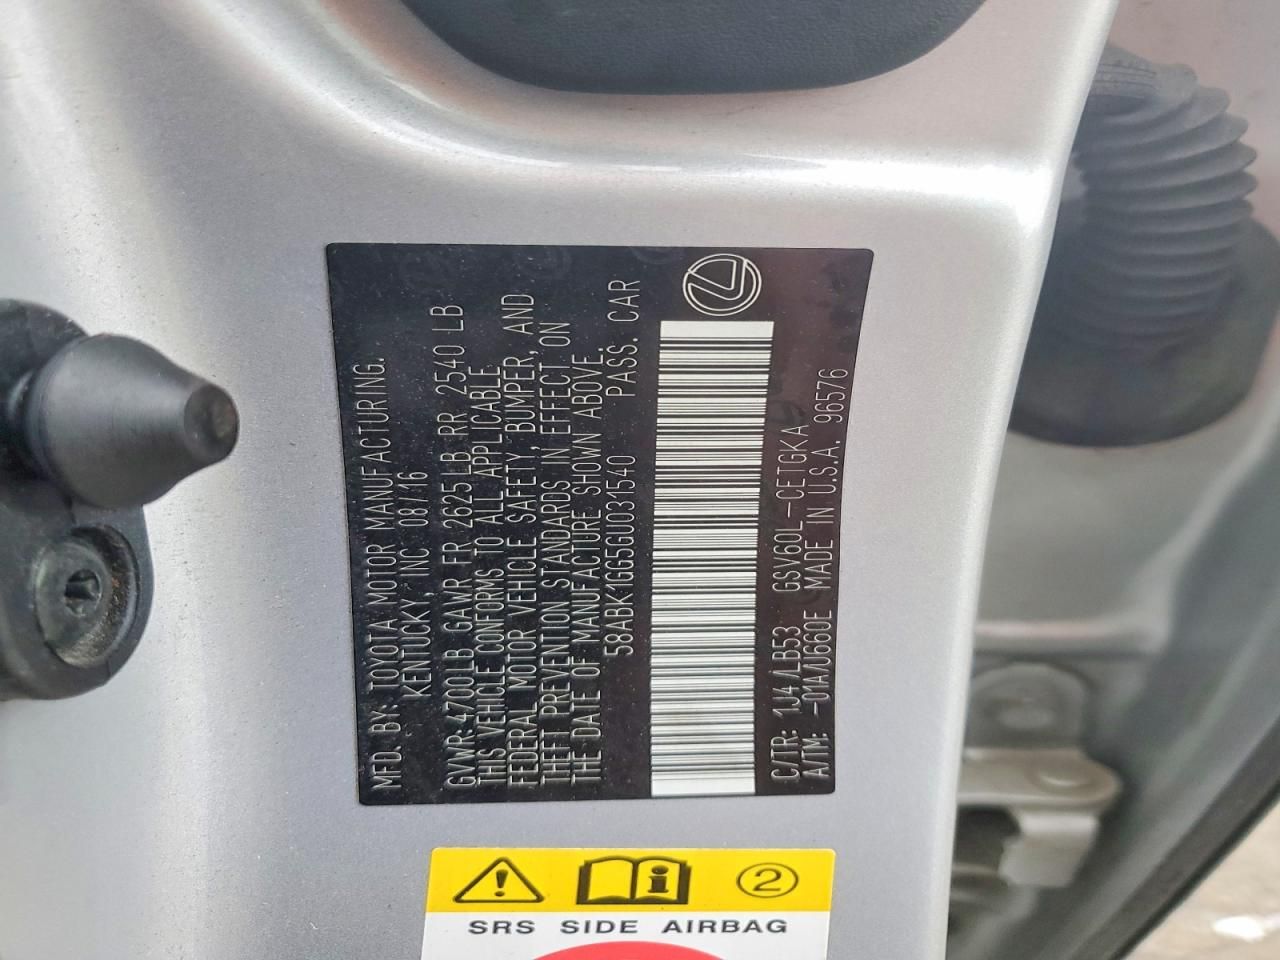 MFD. BY: TOYOTA MOTOR MANUFACTURING.
KENTUCKY, INC 08/16
GVWR:4700 LB GAWR FR 2625 LB RR 2540 LB
THIS VEHICLE CONFORMS TO ALL APPLICABLE
FEDERAL MOTOR VEHICLE SAFETY, BUMPER, AND
THEFT PREVENTION STANDARDS IN EFFECT ON
THE DATE OF MANUFACTURE SHOWN ABOVE.
58ABK1GG5GU031540 PASS. CAR
C/TR: 1J4/LB53 GSV60L-CETGKA
A/TM: -01A/U660E MADE IN U.S.A. 96576
2
SRS SIDE AIRBAG